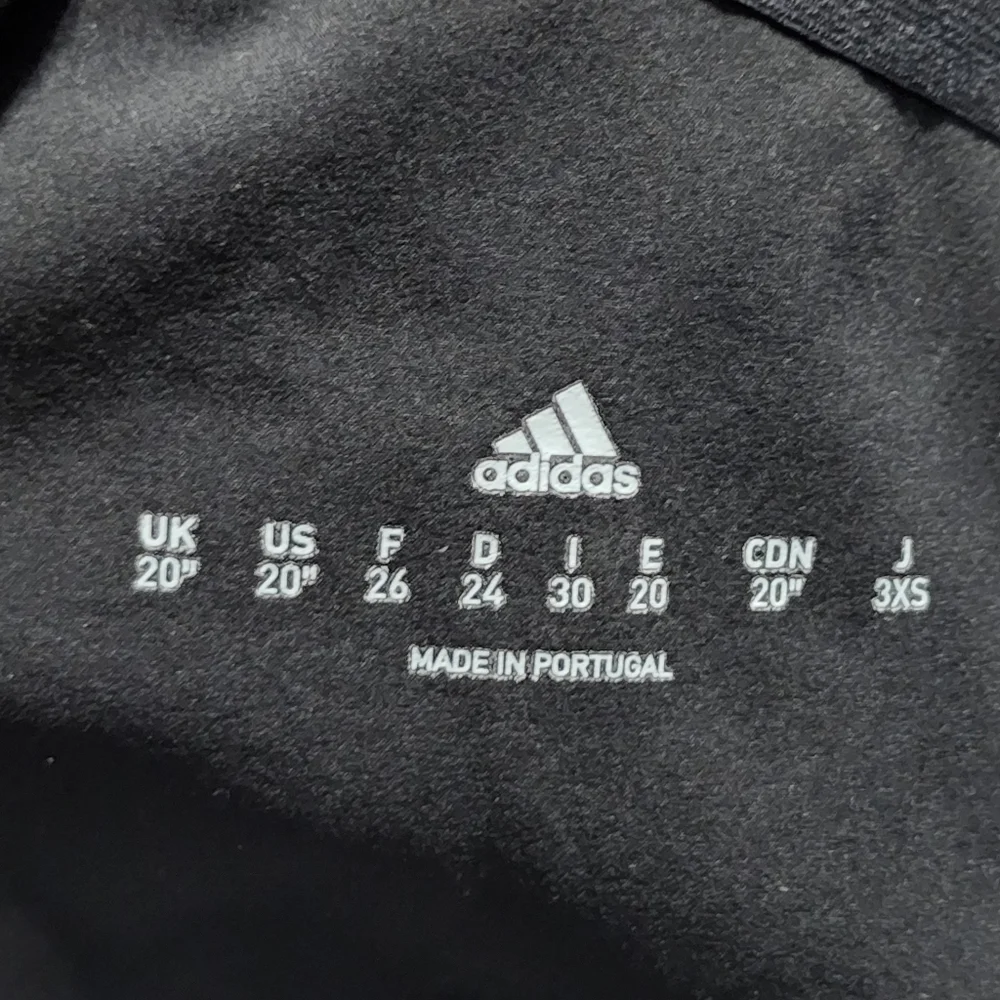 adidas
UK US F D I E CDN J
20" 20" 26 24 30 20 20" 3XS
MADE IN PORTUGAL